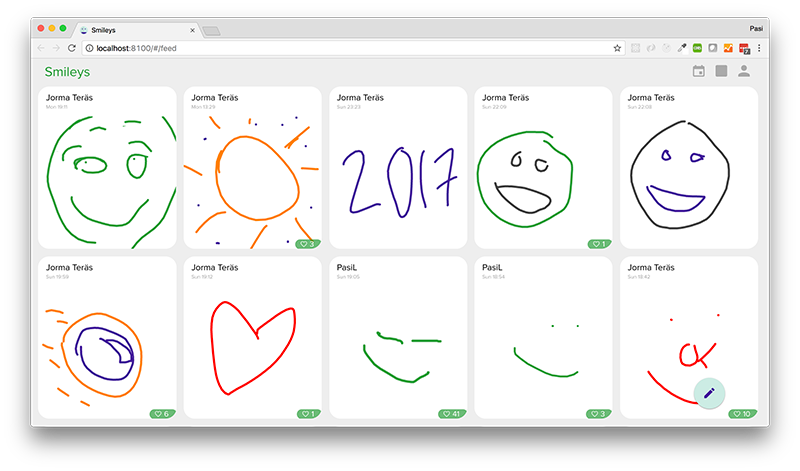 Smileys
Pasi
localhost:8100/#/feed
7
Smileys
Jorma Teräs
Mon 19:11
Jorma Teräs
Mon 13:29
3
Jorma Teräs
Sun 23:23
2017
Jorma Teräs
Sun 22:09
1
Jorma Teräs
Sun 22:08
Jorma Teräs
Sun 19:58
6
Jorma Teräs
Sun 19:12
1
PasiL
Sun 19:05
41
PasiL
Sun 18:54
3
Jorma Teräs
Sun 18:42
OK
10